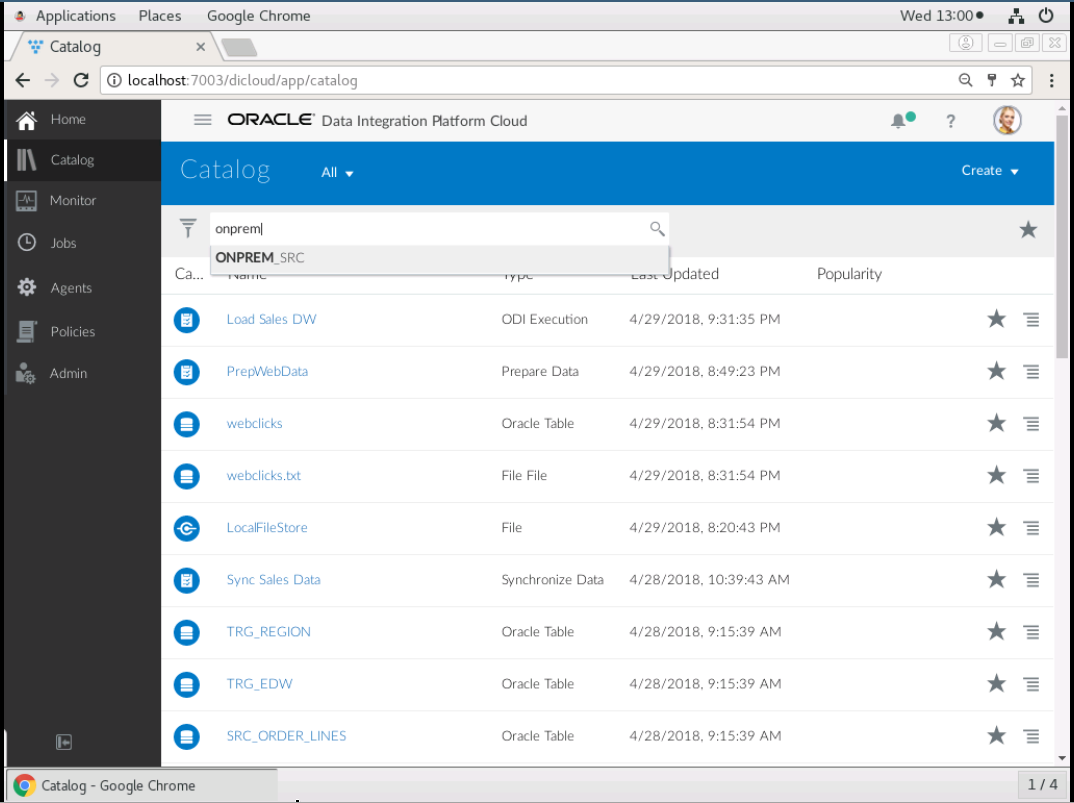 Applications Places Google Chrome Wed 13:00
Catalog
localhost:7003/dicloud/app/catalog
Home
ORACLE Data Integration Platform Cloud ?
Catalog
Catalog All Create
Monitor
onprem
Jobs
ONPREM_SRC
Ca... Name Type Last Updated Popularity
Agents
Load Sales DW ODI Execution 4/29/2018, 9:31:35 PM
Policies
PrepWebData Prepare Data 4/29/2018, 8:49:23 PM
Admin
webclicks Oracle Table 4/29/2018, 8:31:54 PM
webclicks.txt File File 4/29/2018, 8:31:54 PM
LocalFileStore File 4/29/2018, 8:20:43 PM
Sync Sales Data Synchronize Data 4/28/2018, 10:39:43 AM
TRG_REGION Oracle Table 4/28/2018, 9:15:39 AM
TRG_EDW Oracle Table 4/28/2018, 9:15:39 AM
SRC_ORDER_LINES Oracle Table 4/28/2018, 9:15:39 AM
Catalog - Google Chrome 1 / 4